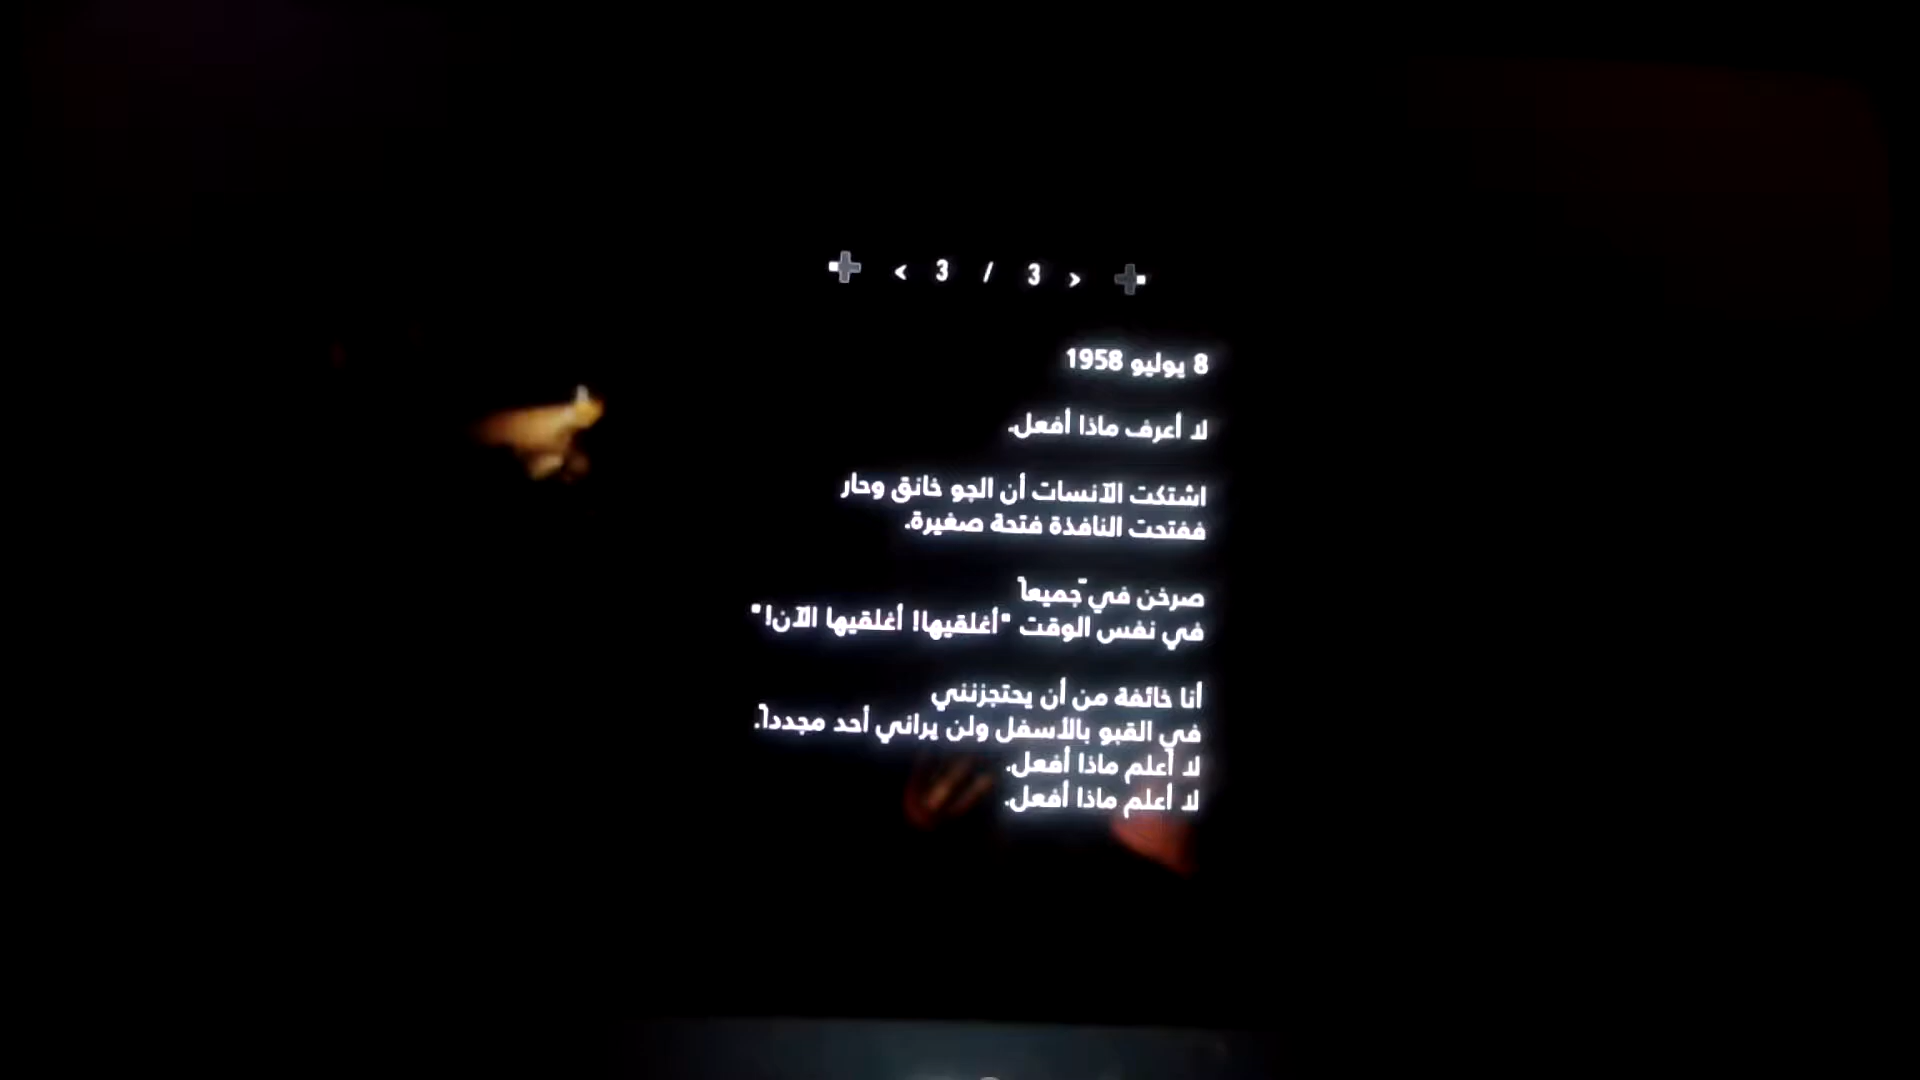 < 3 / 3 >
8 يوليو 1958
لا أعرف ماذا أفعل.
اشتكت الآنسات أن الجو خانق وحار
ففتحت النافذة فتحة صغيرة.
صرخن فيّ جميعاً
في نفس الوقت "أغلقيها! أغلقيها الآن!"
أنا خائفة من أن يحتجزنني
في القبو بالأسفل ولن يراني أحد مجدداً.
لا أعلم ماذا أفعل.
لا أعلم ماذا أفعل.